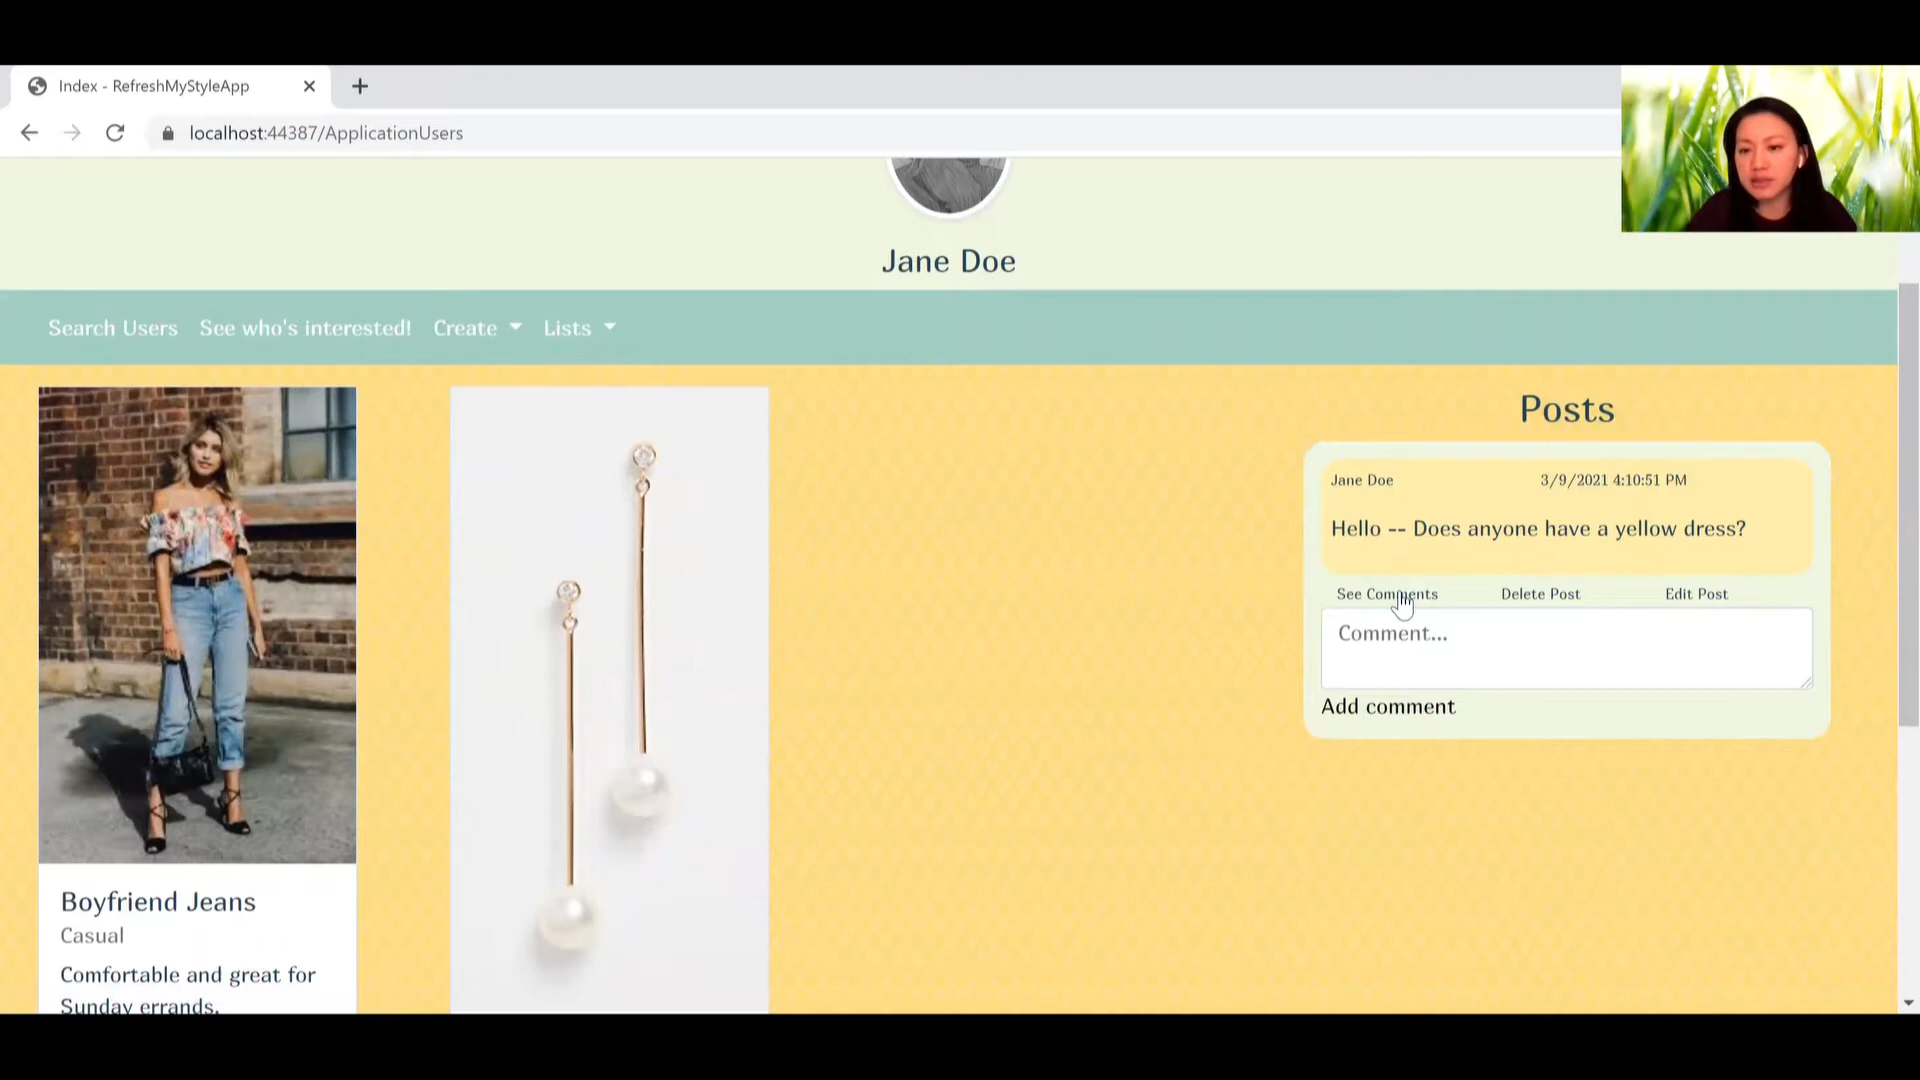 Index - RefreshMyStyleApp
localhost:44387/ApplicationUsers
Jane Doe
Search Users See who's interested! Create Lists
Posts
Jane Doe 3/9/2021 4:10:51 PM
Hello -- Does anyone have a yellow dress?
See Comments Delete Post Edit Post
Comment...
Add comment
Boyfriend Jeans
Casual
Comfortable and great for
Sunday errands.